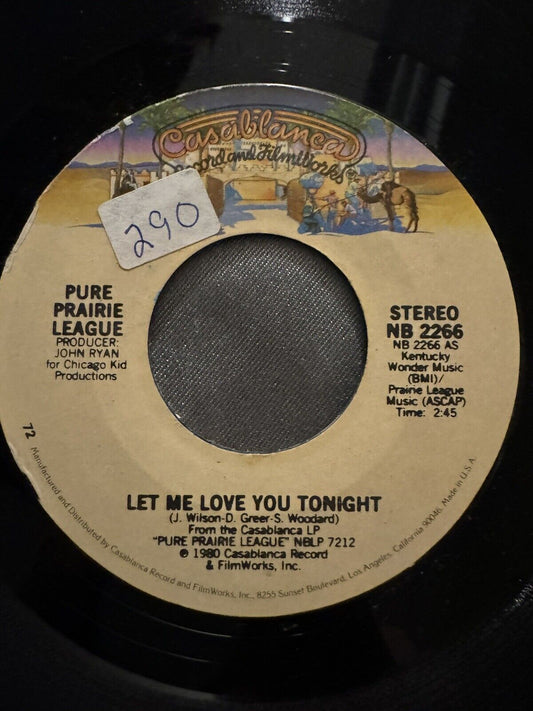 Casablanca
Record and FilmWorks
290
PURE
PRAIRIE
LEAGUE
PRODUCER:
JOHN RYAN
for Chicago Kid
Productions
STEREO
NB 2266
NB 2266 AS
Kentucky
Wonder Music
(BMI)/
Prairie League
Music (ASCAP)
Time: 2:45
72
LET ME LOVE YOU TONIGHT
(J. Wilson-D. Greer-S. Woodard)
From the Casablanca LP
"PURE PRAIRIE LEAGUE" NBLP 7212
℗ 1980 Casablanca Record
& FilmWorks, Inc.
Manufactured and Distributed by Casablanca Record and FilmWorks, Inc., 8255 Sunset Boulevard, Los Angeles, California 90046. Made in U.S.A.